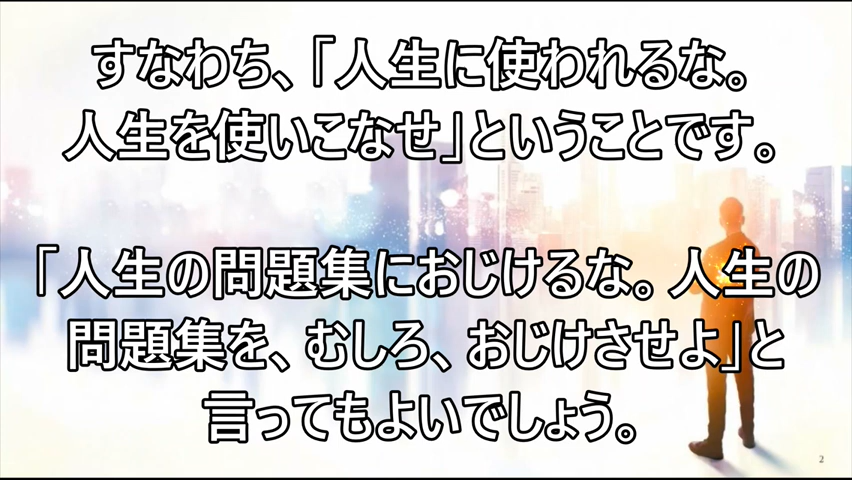 すなわち、「人生に使われるな。
人生を使いこなせ」ということです。
「人生の問題集におじけるな。人生の
問題集を、むしろ、おじけさせよ」と
言ってもよいでしょう。
2